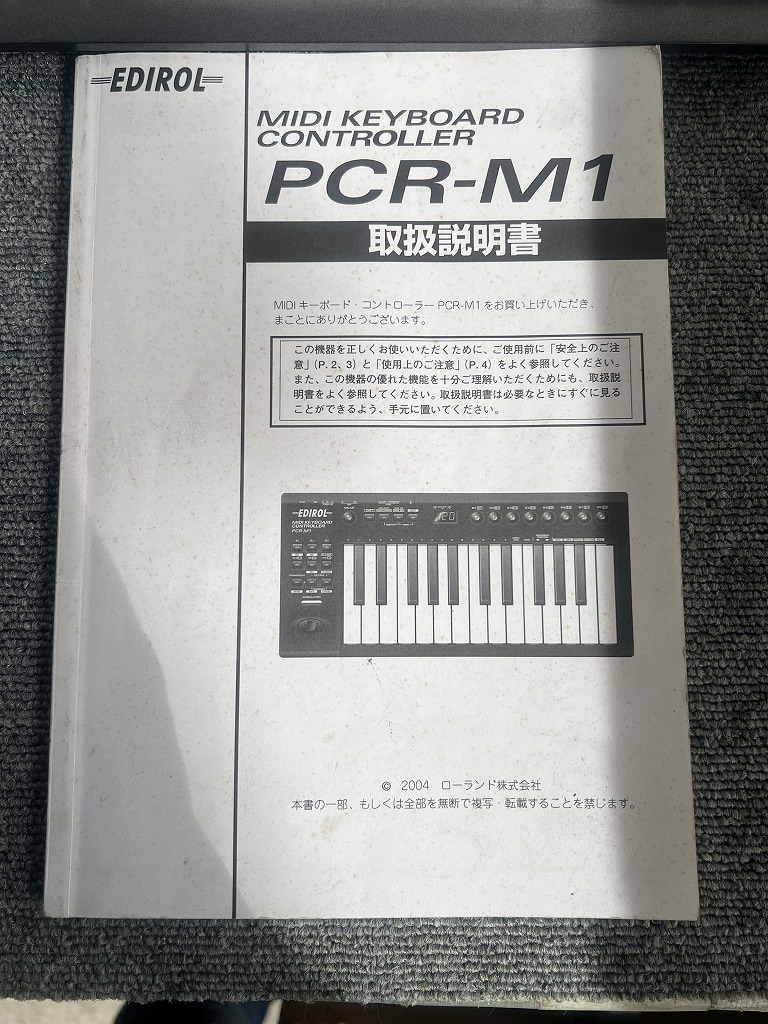 EDIROL
MIDI KEYBOARD
CONTROLLER
PCR-M1
取扱説明書
MIDI キーボード・コントローラー PCR-M1 をお買い上げいただき、
まことにありがとうございます。
この機器を正しくお使いいただくために、ご使用前に「安全上のご注
意」（P. 2、3）と「使用上のご注意」（P. 4）をよく参照してください。
また、この機器の優れた機能を十分ご理解いただくためにも、取扱説
明書をよく参照してください。取扱説明書は必要なときにすぐに見る
ことができるよう、手元に置いてください。
EDIROL
MIDI KEYBOARD
CONTROLLER
PCR-M1
© 2004 ローランド株式会社
本書の一部、もしくは全部を無断で複写・転載することを禁じます。